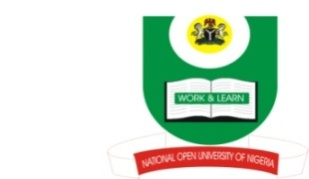 WORK & LEARN
NATIONAL OPEN UNIVERSITY OF NIGERIA